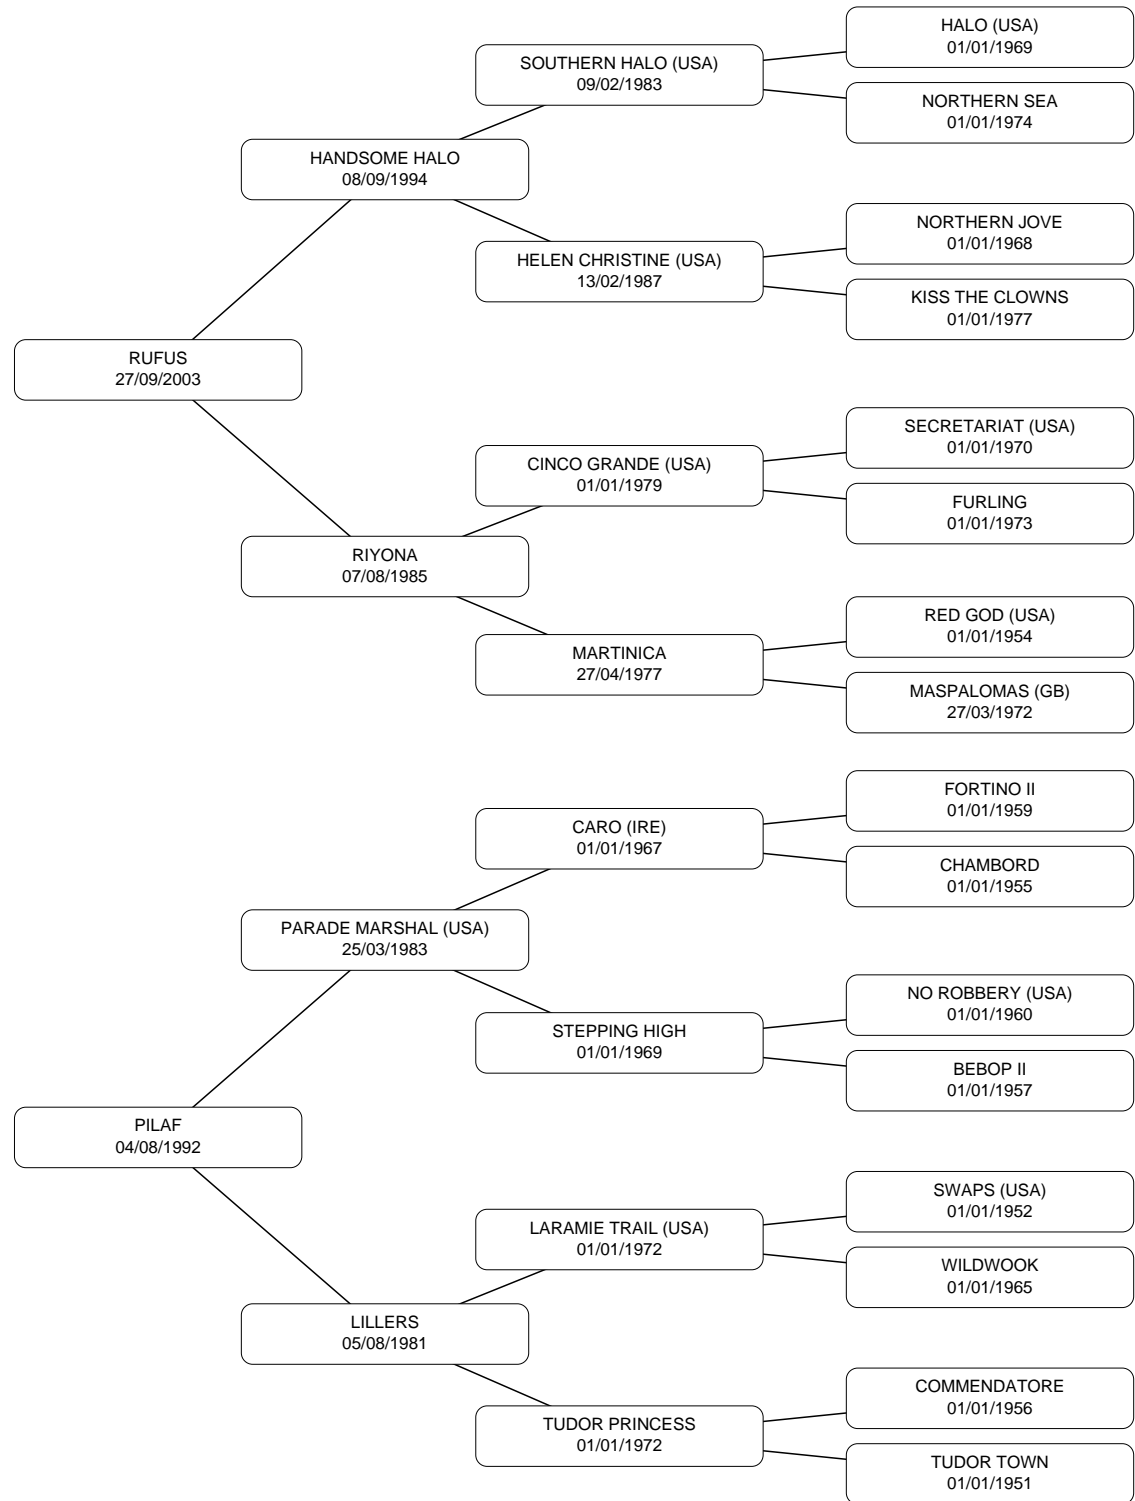 HALO (USA)
01/01/1969
SOUTHERN HALO (USA)
09/02/1983
NORTHERN SEA
01/01/1974
HANDSOME HALO
08/09/1994
NORTHERN JOVE
01/01/1968
HELEN CHRISTINE (USA)
13/02/1987
KISS THE CLOWNS
01/01/1977
RUFUS
27/09/2003
SECRETARIAT (USA)
01/01/1970
CINCO GRANDE (USA)
01/01/1979
FURLING
01/01/1973
RIYONA
07/08/1985
RED GOD (USA)
01/01/1954
MARTINICA
27/04/1977
MASPALOMAS (GB)
27/03/1972
FORTINO II
01/01/1959
CARO (IRE)
01/01/1967
CHAMBORD
01/01/1955
PARADE MARSHAL (USA)
25/03/1983
NO ROBBERY (USA)
01/01/1960
STEPPING HIGH
01/01/1969
BEBOP II
01/01/1957
PILAF
04/08/1992
SWAPS (USA)
01/01/1952
LARAMIE TRAIL (USA)
01/01/1972
WILDWOOK
01/01/1965
LILLERS
05/08/1981
COMMENDATORE
01/01/1956
TUDOR PRINCESS
01/01/1972
TUDOR TOWN
01/01/1951